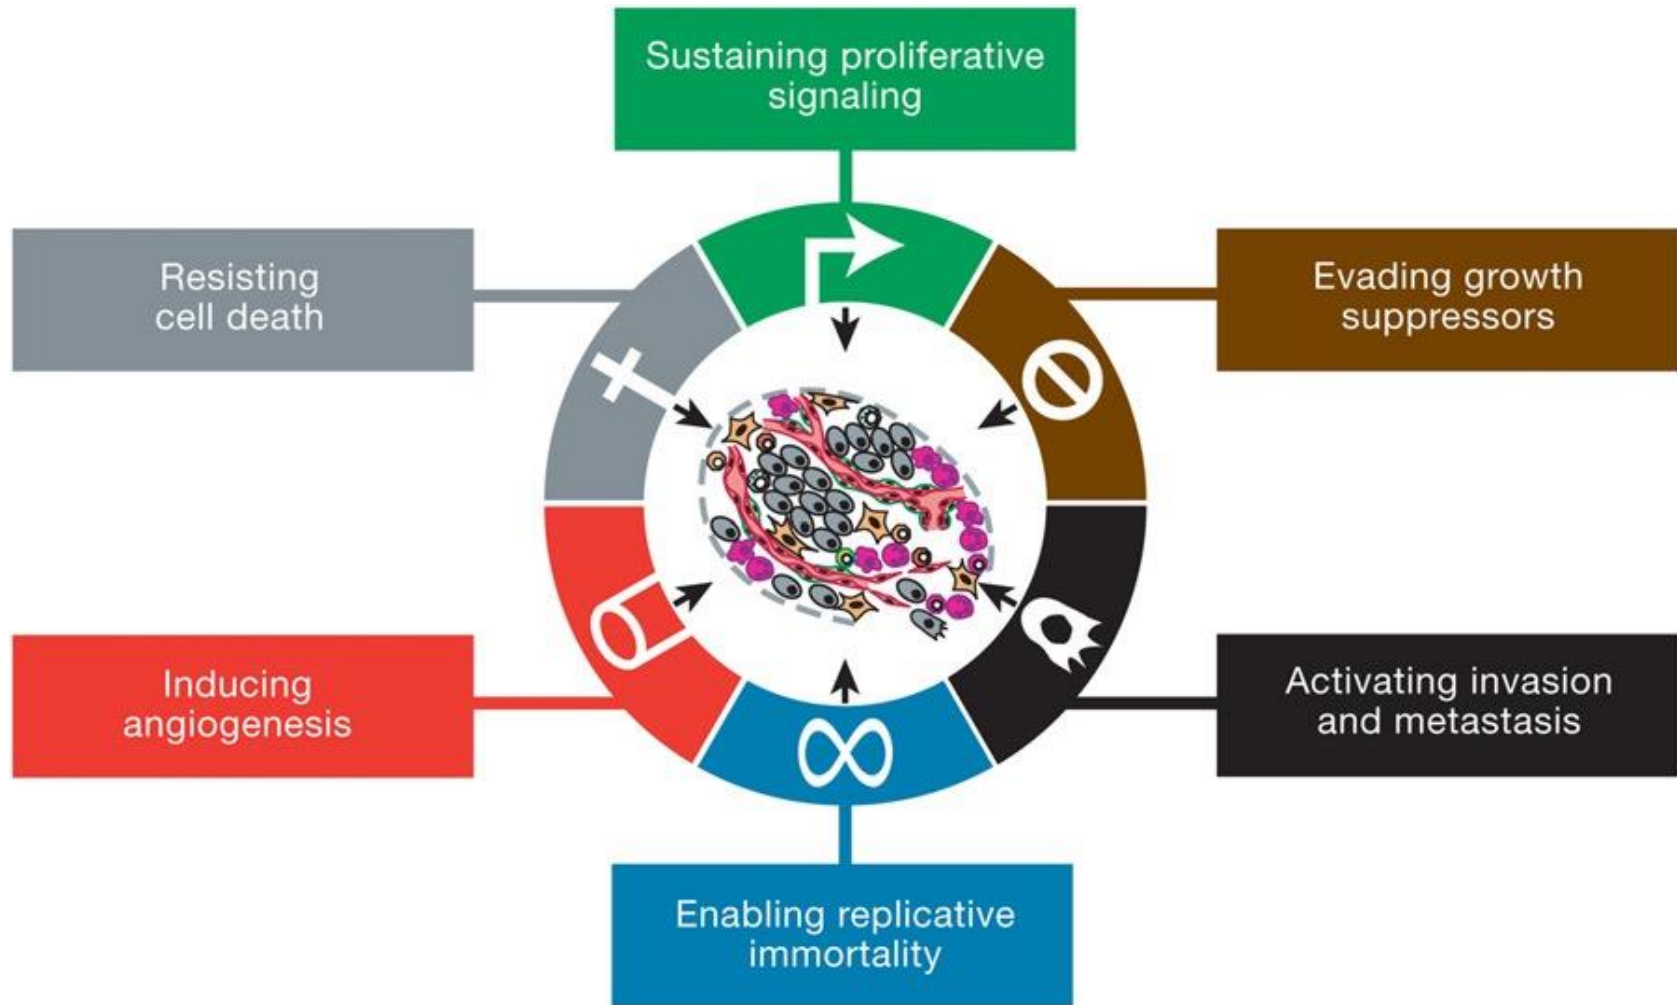 Sustaining proliferative
signaling
Resisting
cell death
Evading growth
suppressors
Inducing
angiogenesis
Activating invasion
and metastasis
Enabling replicative
immortality